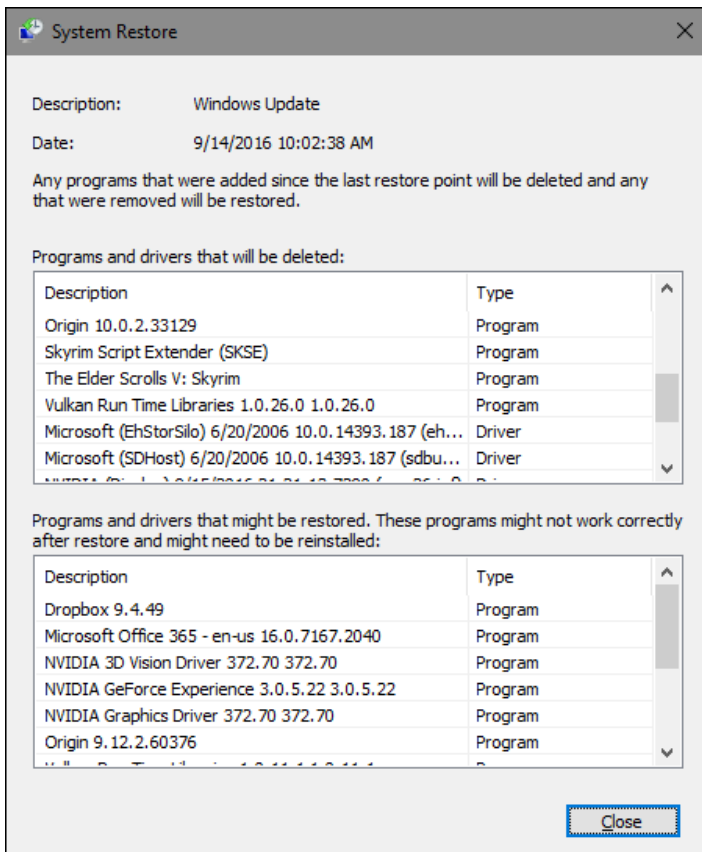 System Restore
Description: Windows Update
Date: 9/14/2016 10:02:38 AM
Any programs that were added since the last restore point will be deleted and any
that were removed will be restored.
Programs and drivers that will be deleted:
Description Type
Origin 10.0.2.33129 Program
Skyrim Script Extender (SKSE) Program
The Elder Scrolls V: Skyrim Program
Vulkan Run Time Libraries 1.0.26.0 1.0.26.0 Program
Microsoft (EhStorSilo) 6/20/2006 10.0.14393.187 (eh... Driver
Microsoft (SDHost) 6/20/2006 10.0.14393.187 (sdbu... Driver
Programs and drivers that might be restored. These programs might not work correctly
after restore and might need to be reinstalled:
Description Type
Dropbox 9.4.49 Program
Microsoft Office 365 - en-us 16.0.7167.2040 Program
NVIDIA 3D Vision Driver 372.70 372.70 Program
NVIDIA GeForce Experience 3.0.5.22 3.0.5.22 Program
NVIDIA Graphics Driver 372.70 372.70 Program
Origin 9.12.2.60376 Program
Close